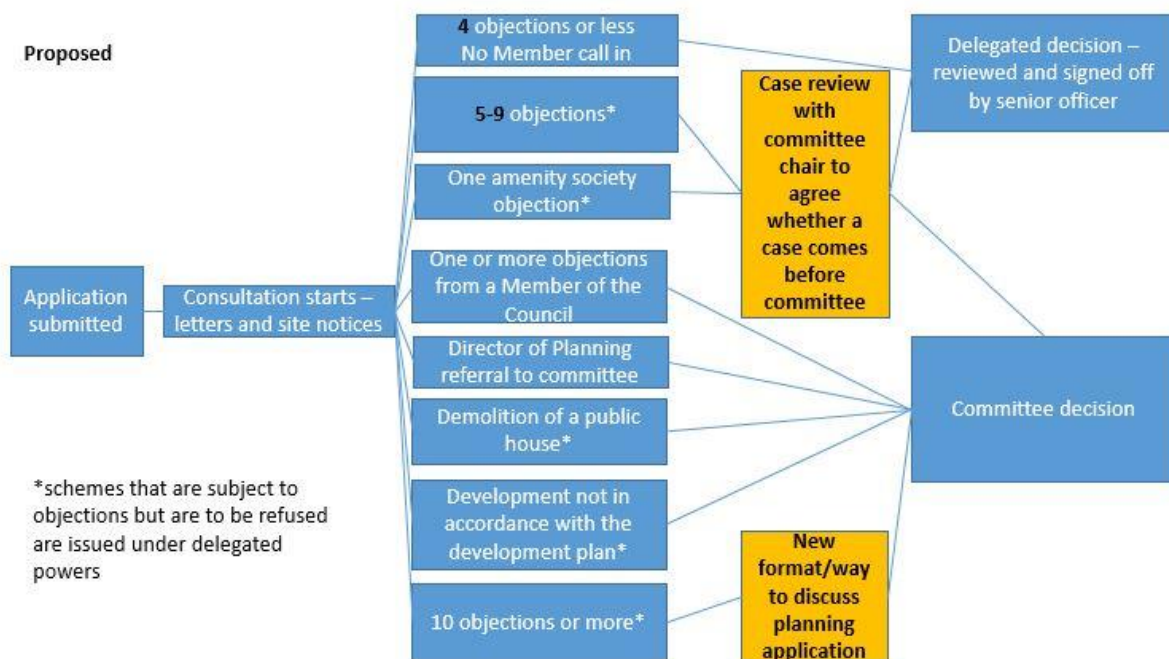 Proposed
4 objections or less
No Member call in
5-9 objections*
One amenity society
objection*
One or more objections
from a Member of the
Council
Director of Planning
referral to committee
Demolition of a public
house*
Development not in
accordance with the
development plan*
10 objections or more*
Application
submitted
Consultation starts –
letters and site notices
Case review
with
committee
chair to
agree
whether a
case comes
before
committee
New
format/way
to discuss
planning
application
Delegated decision –
reviewed and signed off
by senior officer
Committee decision
*schemes that are subject to
objections but are to be refused
are issued under delegated
powers